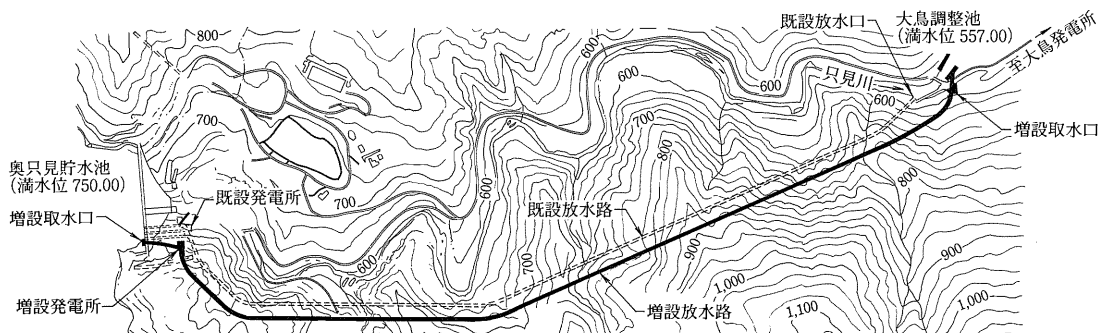 800
600
既設放水口
大鳥調整池
(満水位 557.00)
至大鳥発電所
600
600
只見川
600
増設取水口
700
700
800
800
奥只見貯水池
(満水位 750.00)
既設発電所
700
600
既設放水路
増設取水口
600
700
900
900
増設発電所
1,000
1,100
1,000
増設放水路